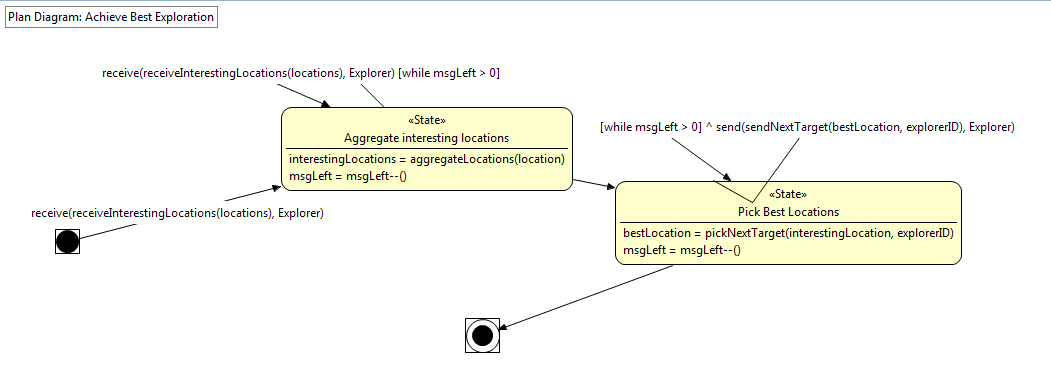 Plan Diagram: Achieve Best Exploration
receive(receiveInterestingLocations(locations), Explorer) [while msgLeft > 0]
«State»
Aggregate interesting locations
interestingLocations = aggregateLocations(location)
msgLeft = msgLeft--()
[while msgLeft > 0] ^ send(sendNextTarget(bestLocation, explorerID), Explorer)
receive(receiveInterestingLocations(locations), Explorer)
«State»
Pick Best Locations
bestLocation = pickNextTarget(interestingLocation, explorerID)
msgLeft = msgLeft--()